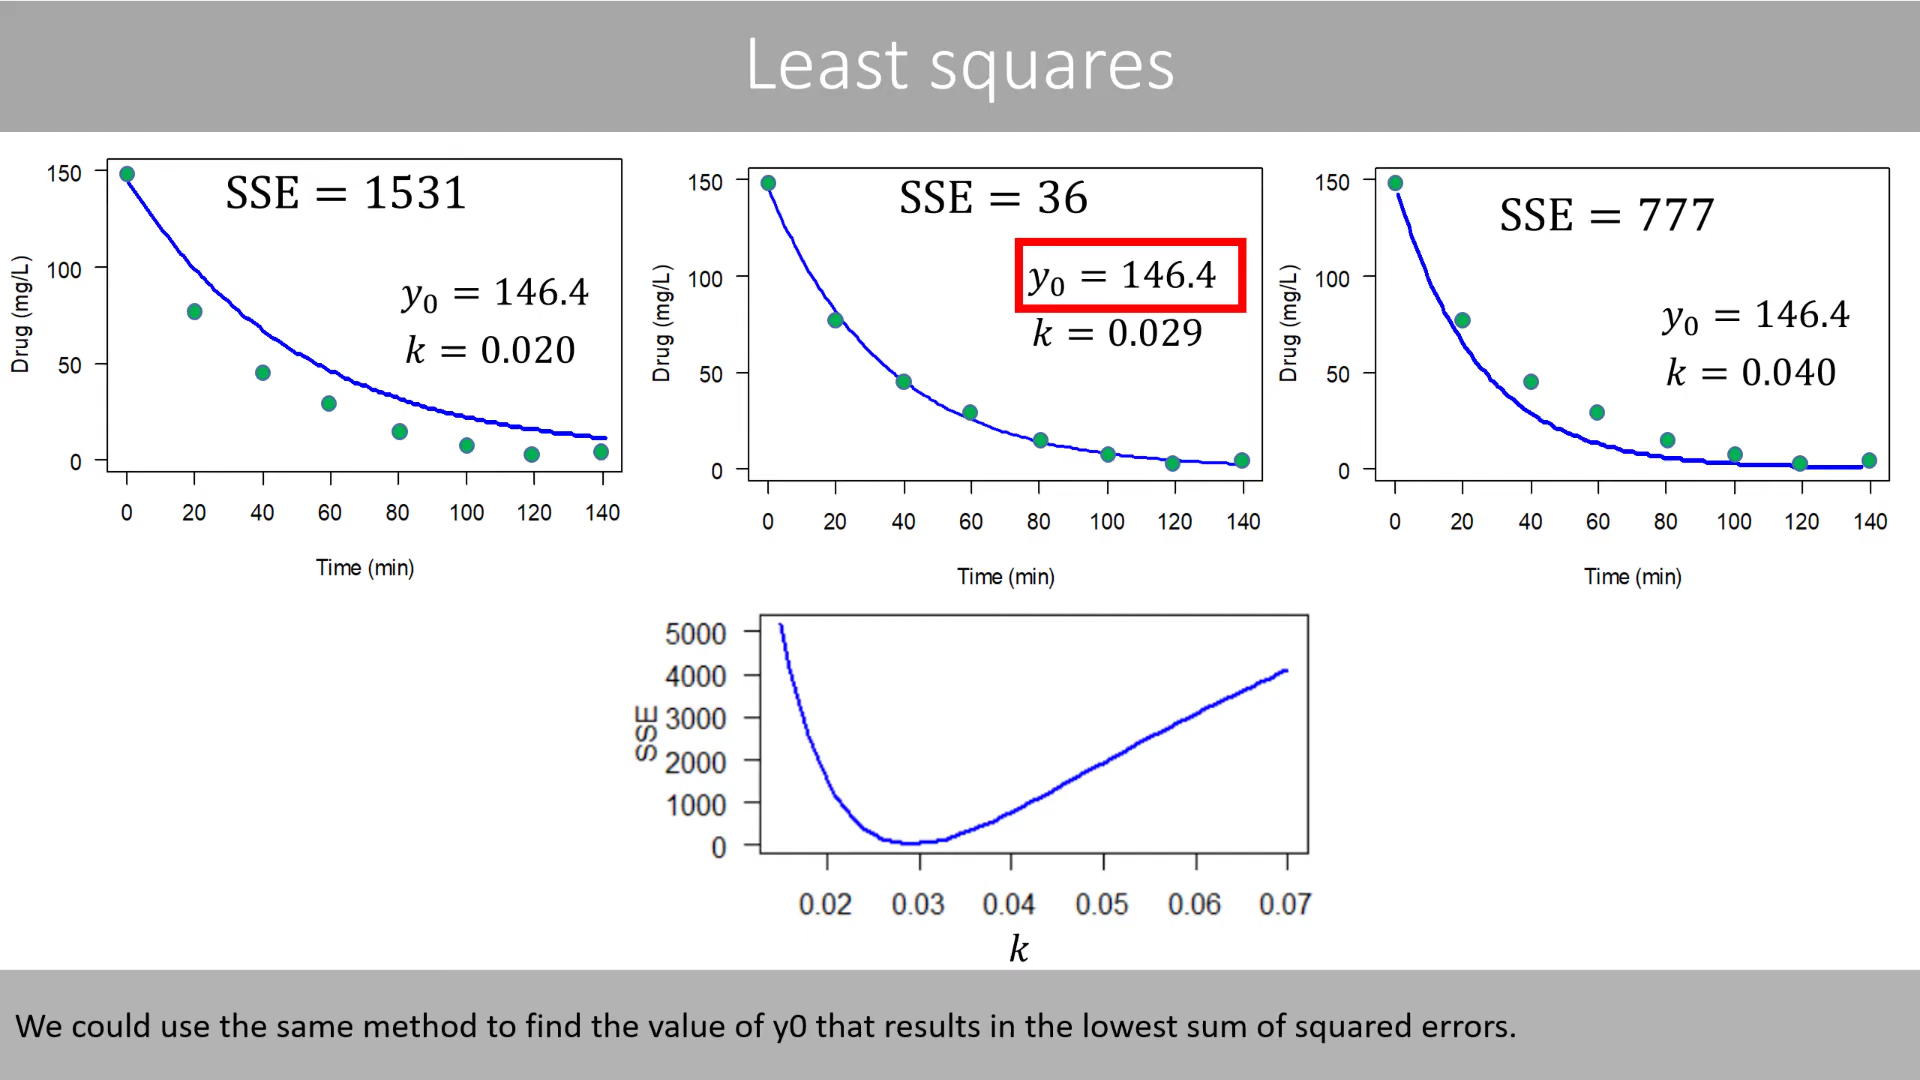 Least squares
150
100
50
0
Drug (mg/L)
SSE = 1531
y₀ = 146.4
k = 0.020
0 20 40 60 80 100 120 140
Time (min)
150
100
50
0
Drug (mg/L)
SSE = 36
y₀ = 146.4
k = 0.029
0 20 40 60 80 100 120 140
Time (min)
150
100
50
0
Drug (mg/L)
SSE = 777
y₀ = 146.4
k = 0.040
0 20 40 60 80 100 120 140
Time (min)
5000
4000
3000
2000
1000
0
SSE
0.02 0.03 0.04 0.05 0.06 0.07
k
We could use the same method to find the value of y0 that results in the lowest sum of squared errors.